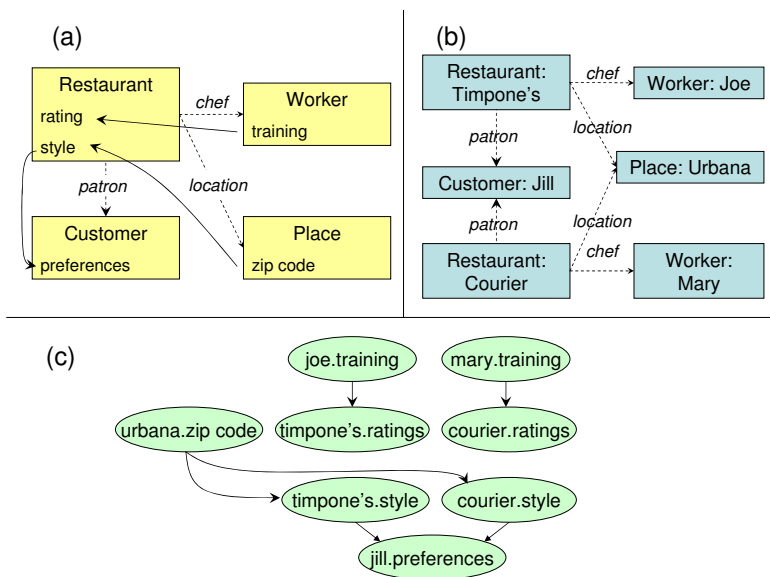 (a)
Restaurant
rating
style
chef
Worker
training
patron
location
Customer
preferences
Place
zip code
(b)
Restaurant:
Timpone's
chef
Worker: Joe
patron
location
Customer: Jill
Place: Urbana
patron
location
Restaurant:
Courier
chef
Worker:
Mary
(c)
joe.training
mary.training
urbana.zip code
timpone's.ratings
courier.ratings
timpone's.style
courier.style
jill.preferences